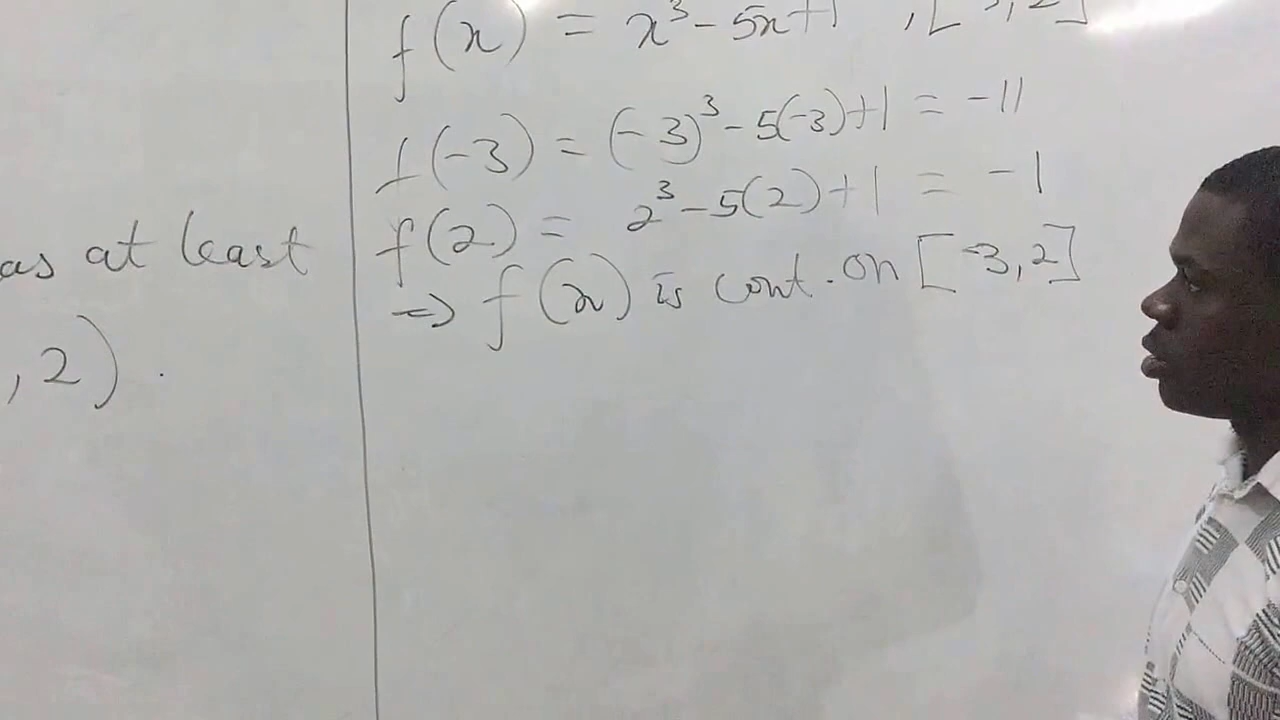 as at least
, 2).
f(x) = x³ - 5x + 1 , [-3, 2]
f(-3) = (-3)³ - 5(-3) + 1 = -11
f(2) = 2³ - 5(2) + 1 = -1
⇒ f(x) is cont. on [-3, 2]